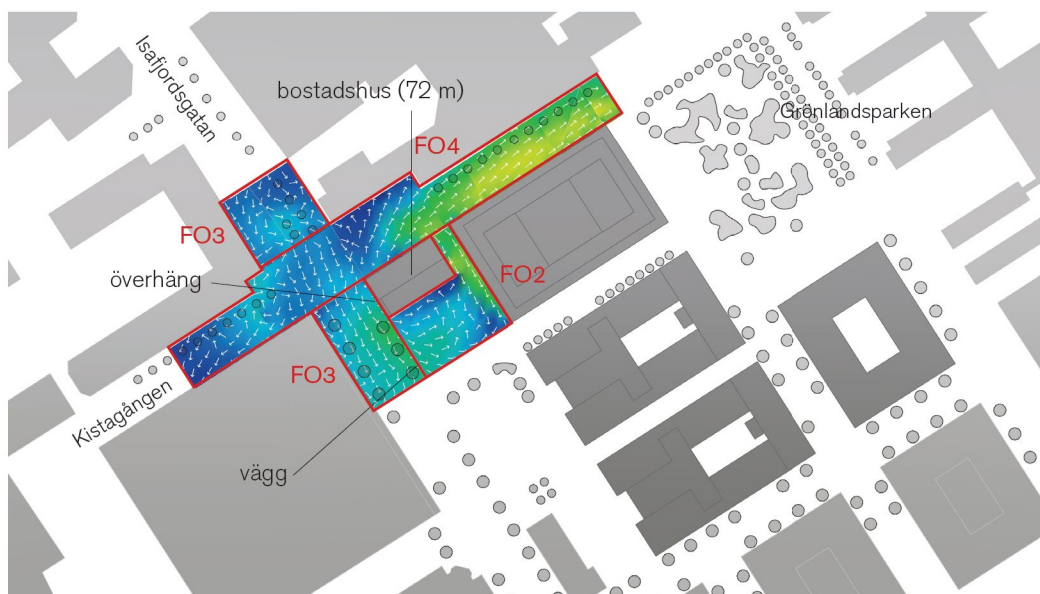 Isafjordsgatan
bostadshus (72 m)
Grönlandsparken
FO4
FO3
FO2
överhäng
FO3
Kistagången
vägg